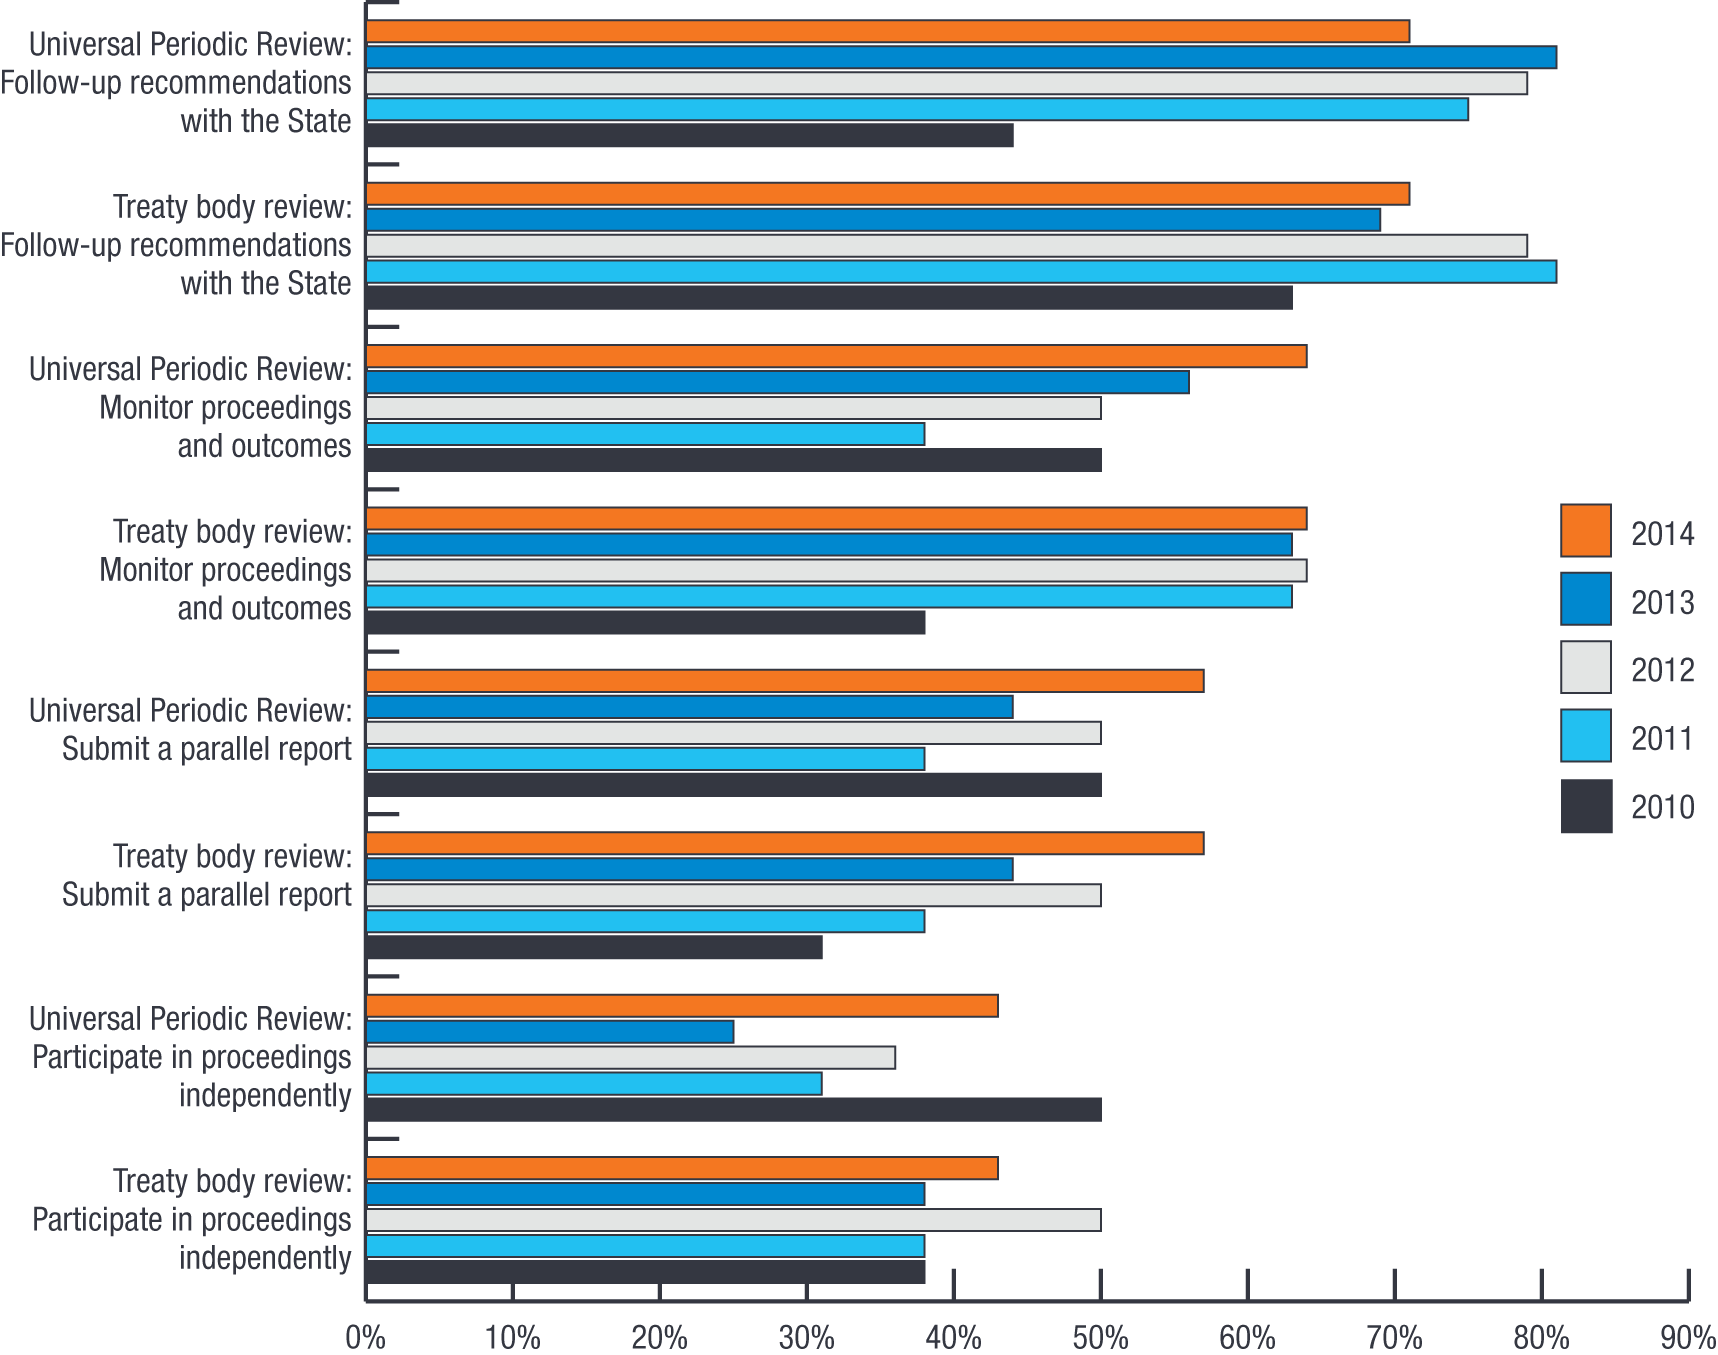 Universal Periodic Review:
Follow-up recommendations
with the State
Treaty body review:
Follow-up recommendations
with the State
Universal Periodic Review:
Monitor proceedings
and outcomes
Treaty body review:
Monitor proceedings
and outcomes
Universal Periodic Review:
Submit a parallel report
Treaty body review:
Submit a parallel report
Universal Periodic Review:
Participate in proceedings
independently
Treaty body review:
Participate in proceedings
independently
2014
2013
2012
2011
2010
0% 10% 20% 30% 40% 50% 60% 70% 80% 90%